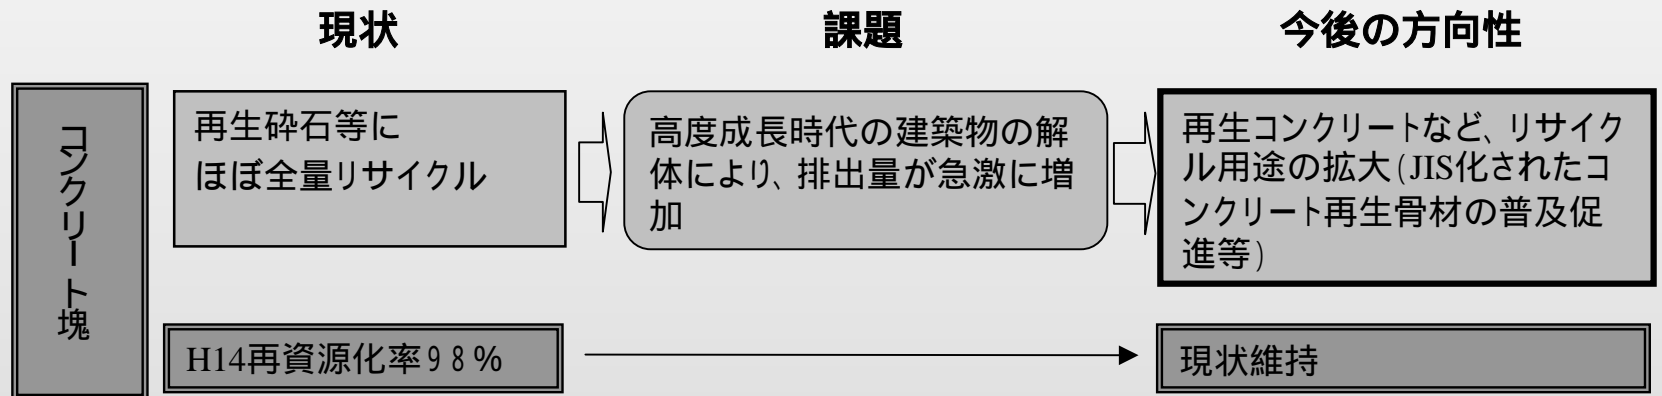 現状
課題
今後の方向性
コンクリート塊
再生砕石等に
ほぼ全量リサイクル
高度成長時代の建築物の解
体により、排出量が急激に増
加
再生コンクリートなど、リサイク
ル用途の拡大(JIS化されたコ
ンクリート再生骨材の普及促
進等)
H14再資源化率98%
現状維持